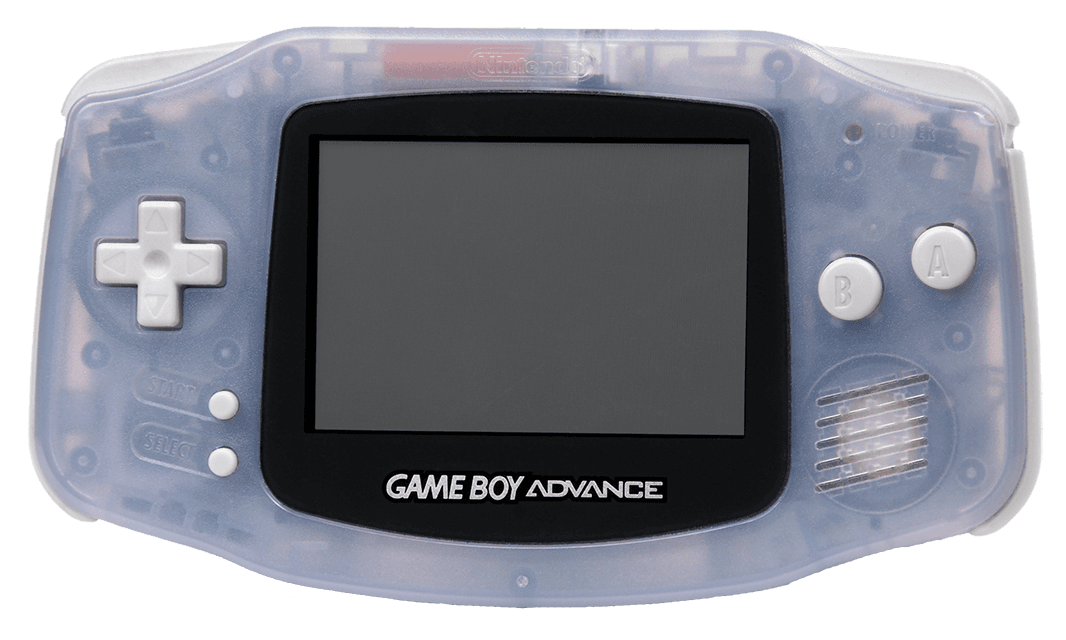 Nintendo®
POWER
A
B
START
SELECT
GAME BOY ADVANCE